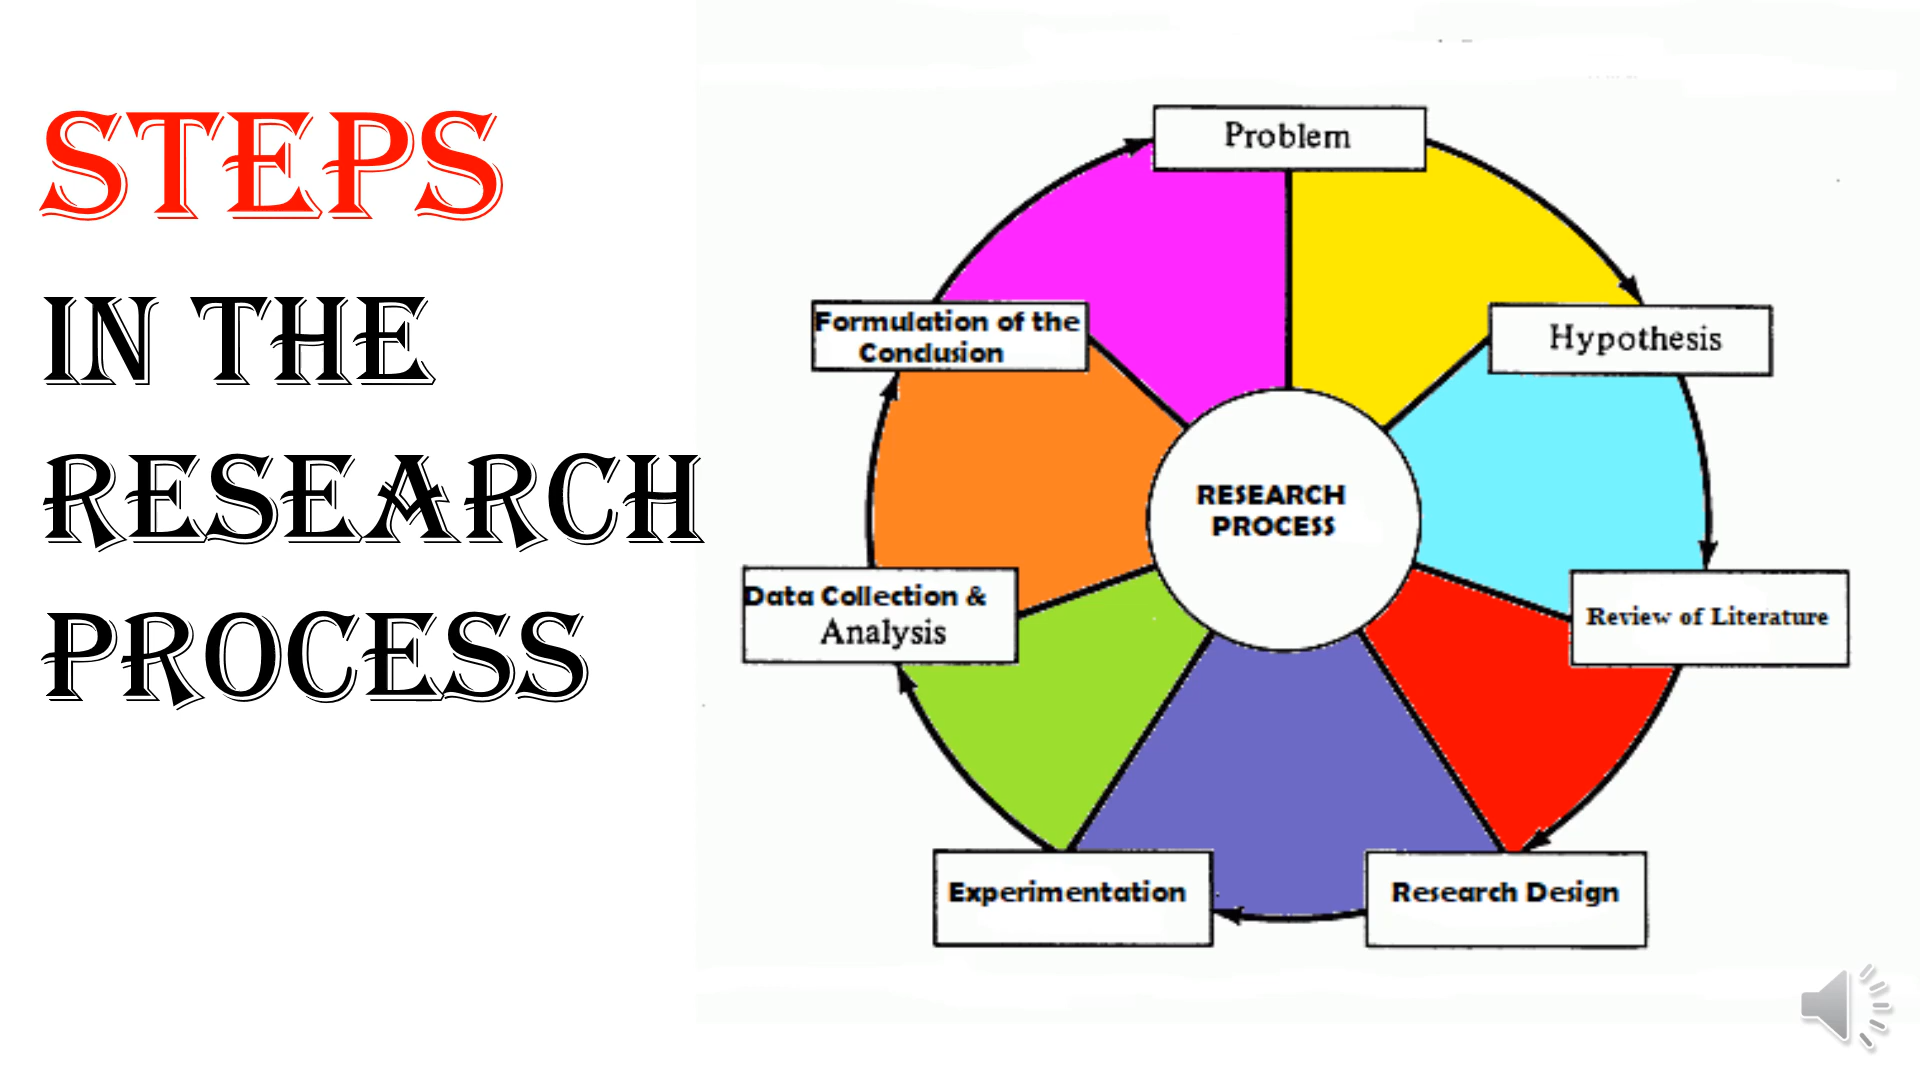 STEPS
IN THE
RESEARCH
PROCESS
Problem
Hypothesis
Review of Literature
Research Design
Experimentation
Data Collection &
Analysis
Formulation of the
Conclusion
RESEARCH
PROCESS